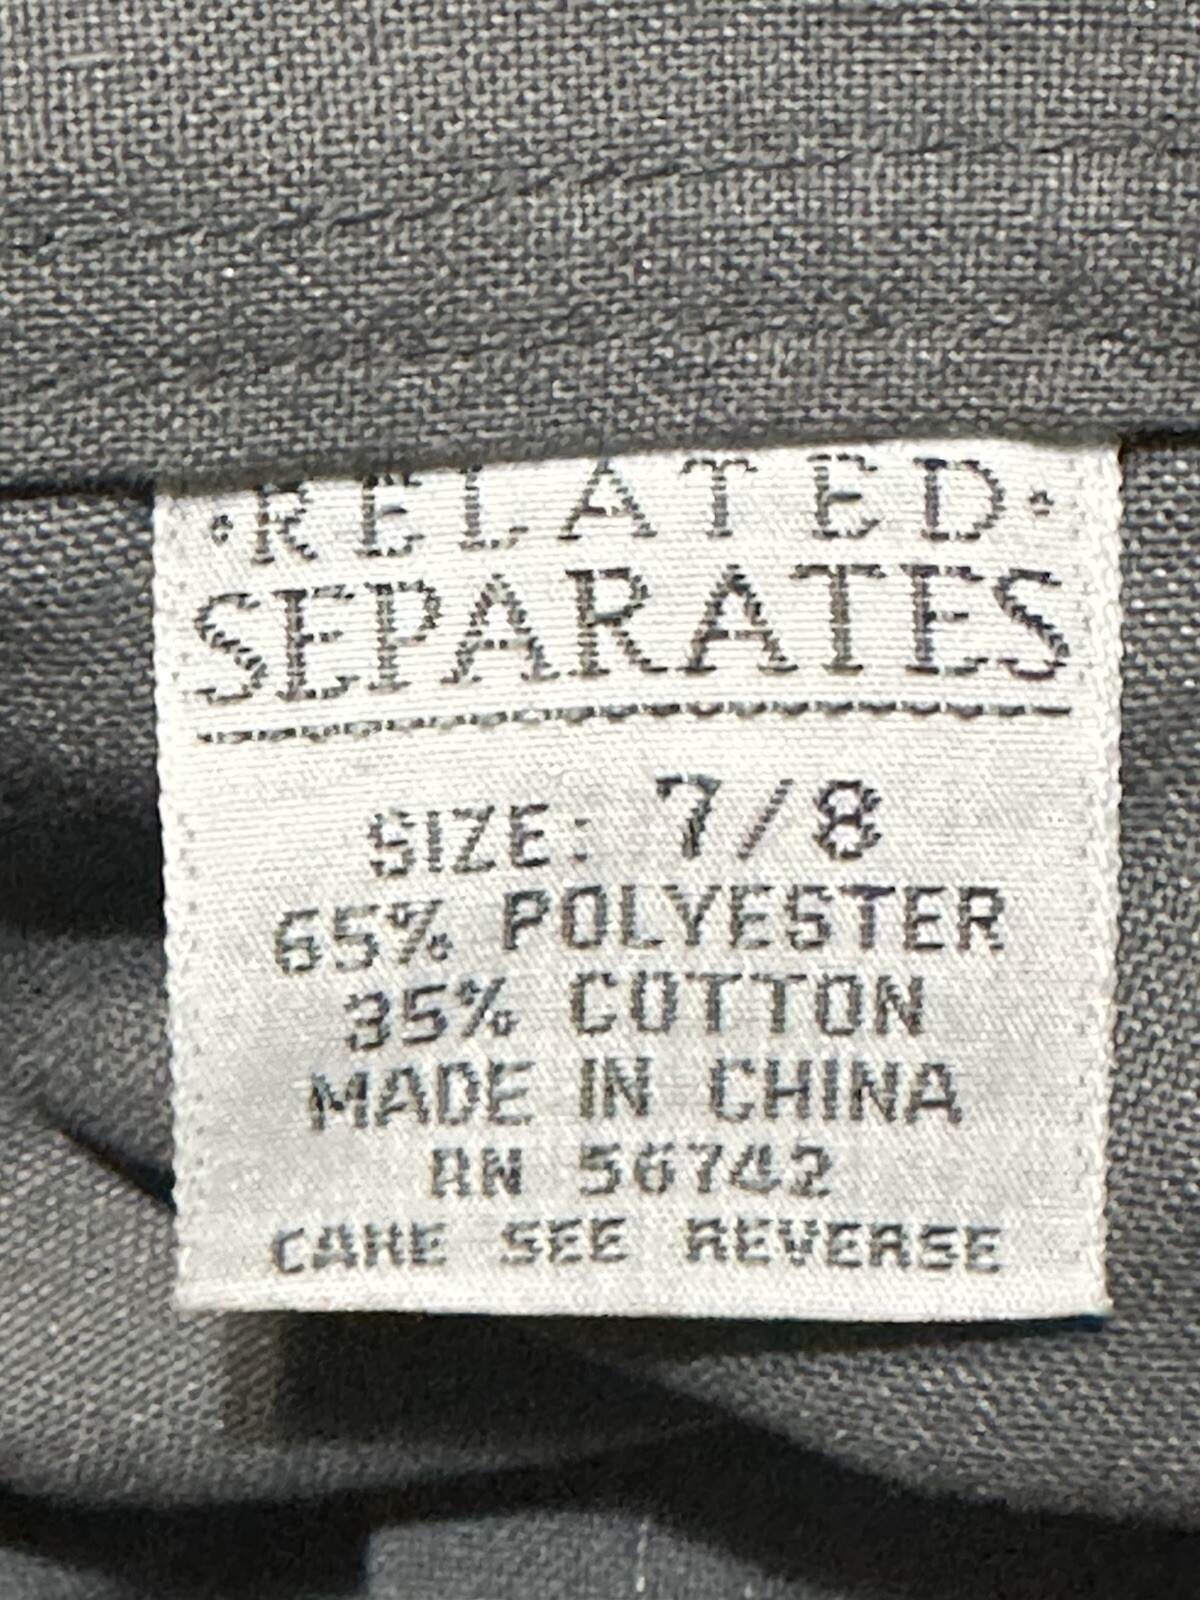 ·RELATED·
SEPARATES
SIZE: 7/8
65% POLYESTER
35% COTTON
MADE IN CHINA
RN 56742
CARE SEE REVERSE